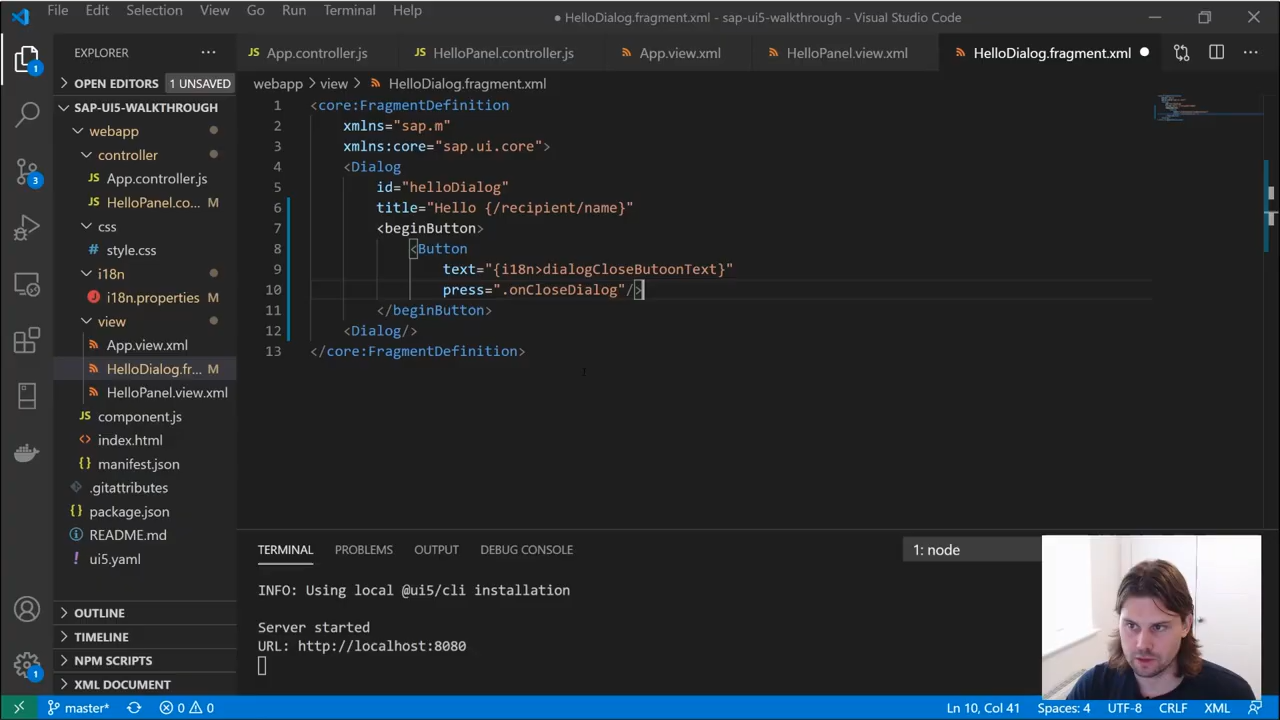 File Edit Selection View Go Run Terminal Help
● HelloDialog.fragment.xml - sap-ui5-walkthrough - Visual Studio Code
EXPLORER
JS App.controller.js
JS HelloPanel.controller.js
App.view.xml
HelloPanel.view.xml
HelloDialog.fragment.xml
OPEN EDITORS 1 UNSAVED
SAP-UI5-WALKTHROUGH
webapp
controller
JS App.controller.js
JS HelloPanel.co... M
css
# style.css
i18n
i18n.properties
view
App.view.xml
HelloDialog.fr... M
HelloPanel.view.xml
JS component.js
<> index.html
{} manifest.json
.gitattributes
{} package.json
README.md
! ui5.yaml
OUTLINE
TIMELINE
NPM SCRIPTS
XML DOCUMENT
1
3
1
webapp > view > HelloDialog.fragment.xml
1 <core:FragmentDefinition
2 xmlns="sap.m"
3 xmlns:core="sap.ui.core">
4 <Dialog
5 id="helloDialog"
6 title="Hello {/recipient/name}"
7 <beginButton>
8 <Button
9 text="{i18n>dialogCloseButoonText}"
10 press=".onCloseDialog"/>
11 </beginButton>
12 <Dialog/>
13 </core:FragmentDefinition>
TERMINAL PROBLEMS OUTPUT DEBUG CONSOLE
1: node
INFO: Using local @ui5/cli installation
Server started
URL: http://localhost:8080
master* 0 0
Ln 10, Col 41 Spaces: 4 UTF-8 CRLF XML